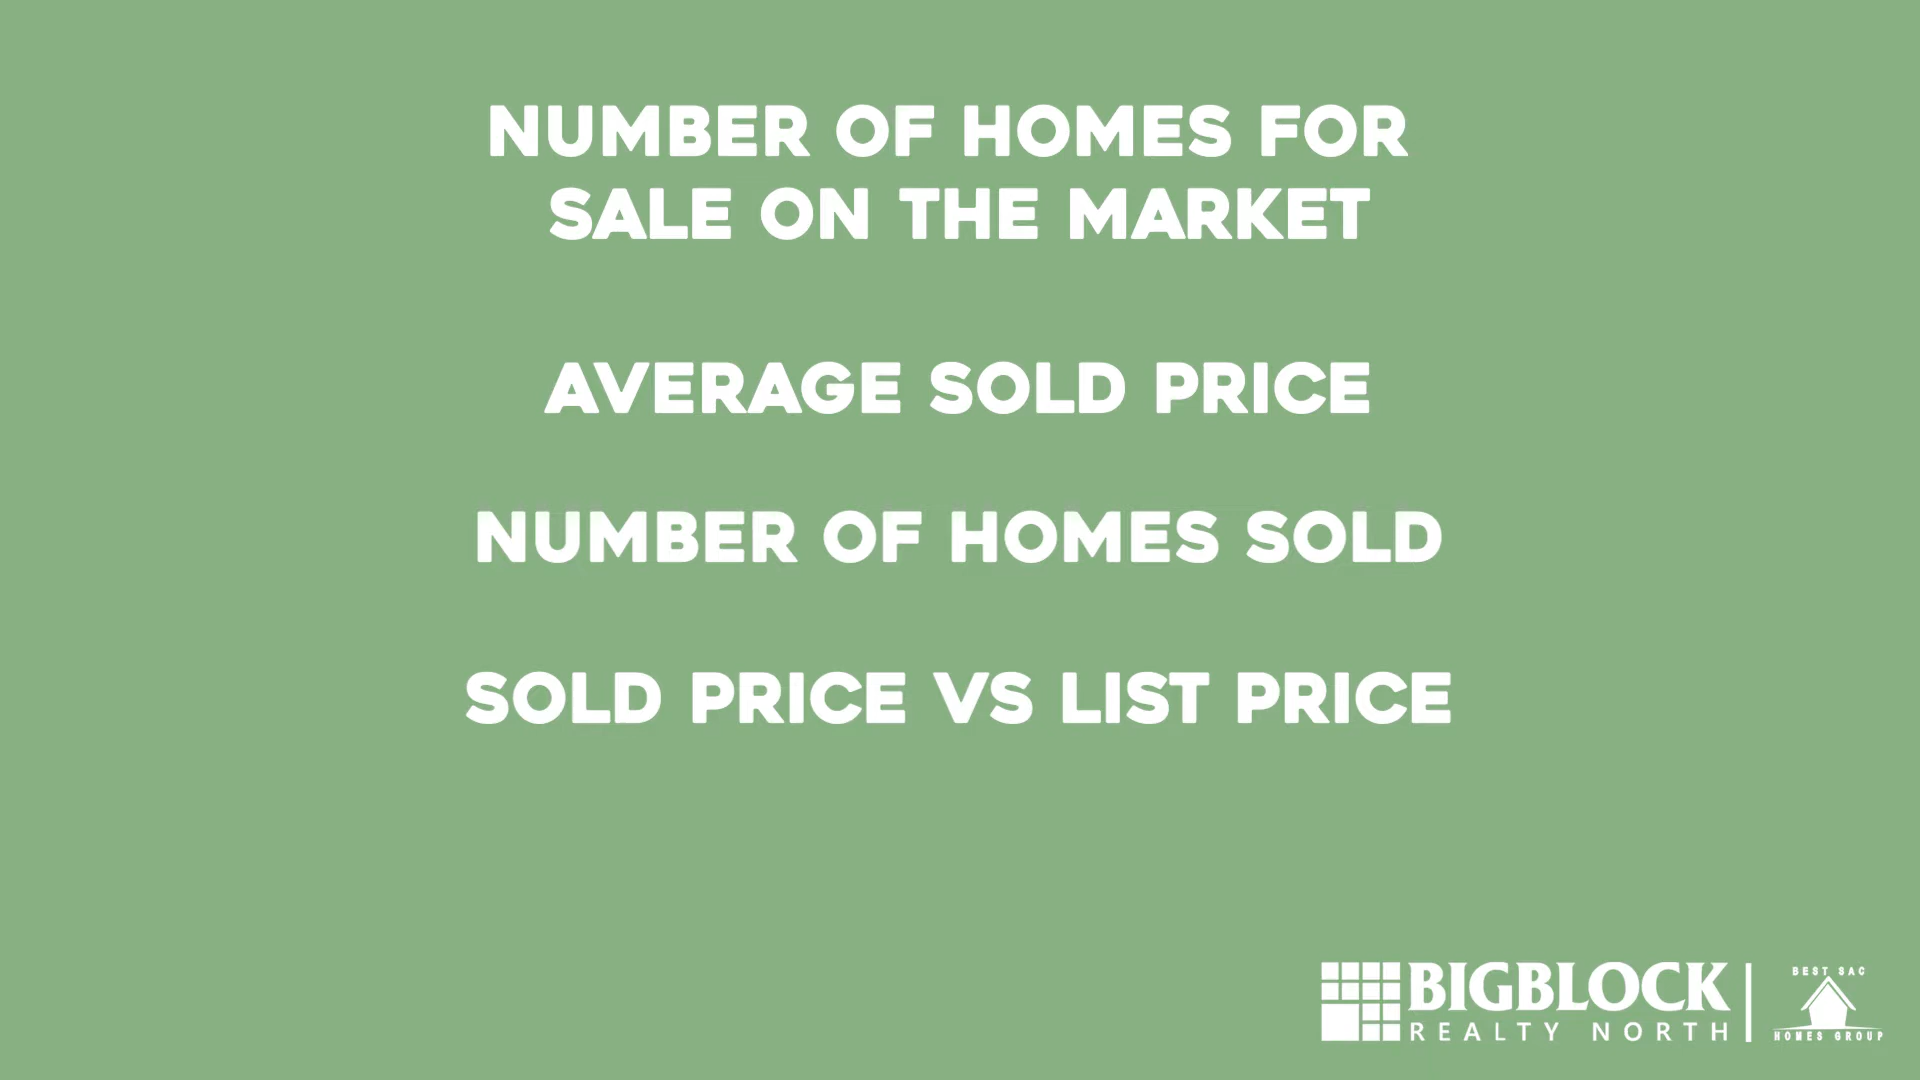 NUMBER OF HOMES FOR
SALE ON THE MARKET
AVERAGE SOLD PRICE
NUMBER OF HOMES SOLD
SOLD PRICE VS LIST PRICE
BIGBLOCK
REALTY NORTH
BEST SAC
HOMES GROUP